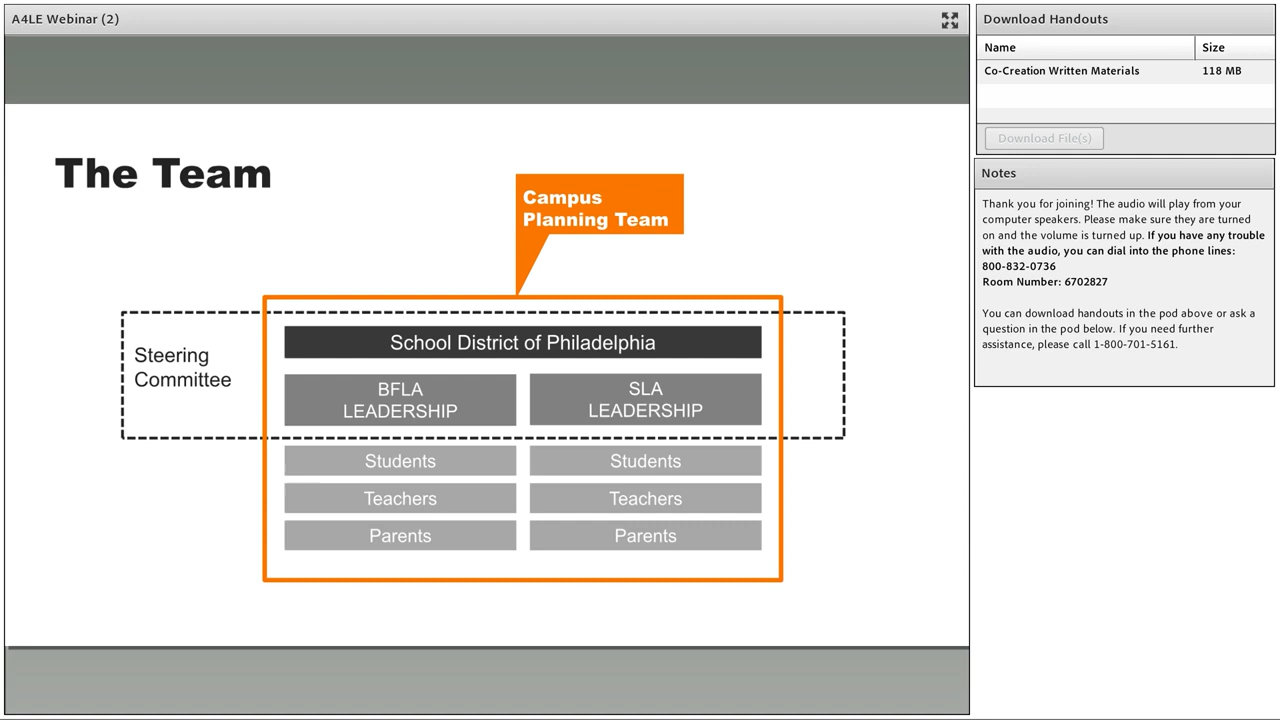 A4LE Webinar (2)
The Team
Campus
Planning Team
Steering
Committee
School District of Philadelphia
BFLA
LEADERSHIP
SLA
LEADERSHIP
Students
Students
Teachers
Teachers
Parents
Parents
Download Handouts
Name
Size
Co-Creation Written Materials
118 MB
Download File(s)
Notes
Thank you for joining! The audio will play from your
computer speakers. Please make sure they are turned
on and the volume is turned up. If you have any trouble
with the audio, you can dial into the phone lines:
800-832-0736
Room Number: 6702827
You can download handouts in the pod above or ask a
question in the pod below. If you need further
assistance, please call 1-800-701-5161.